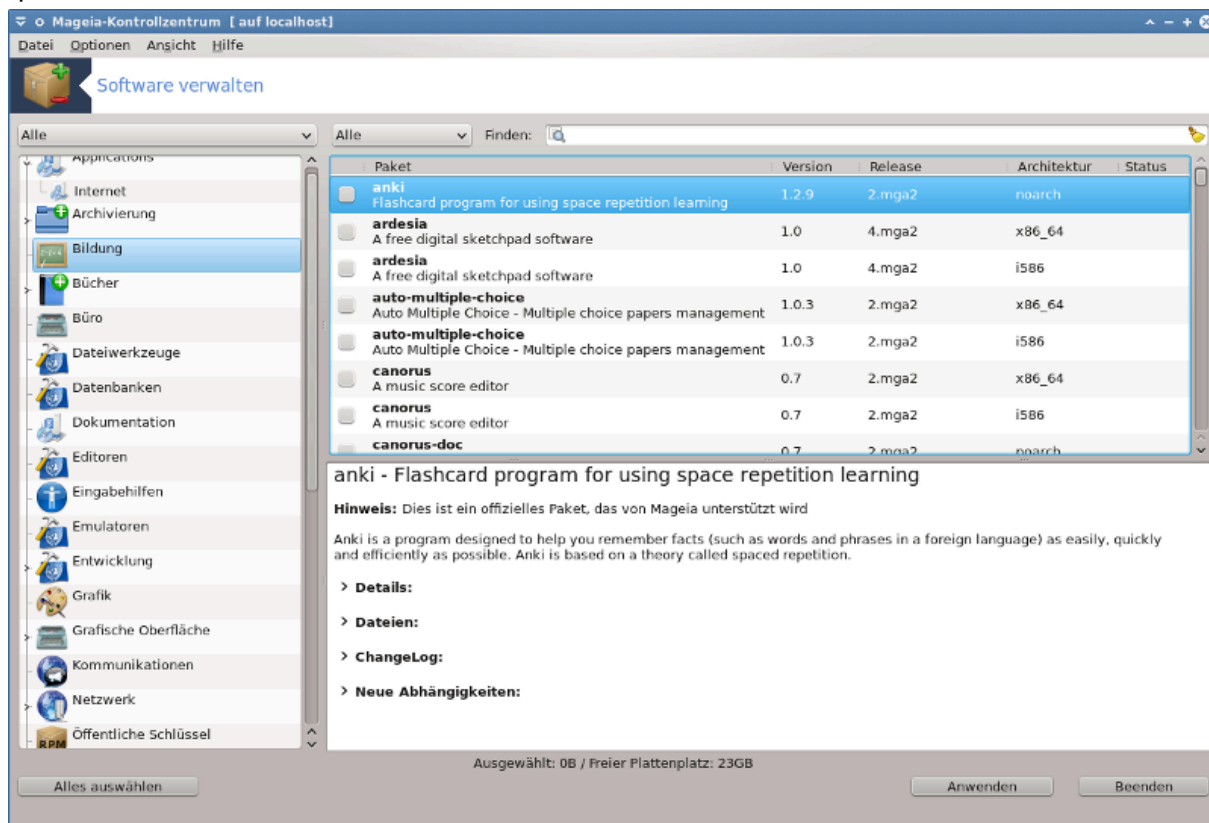 Mageia-Kontrollzentrum [ auf localhost]
Datei Optionen Ansicht Hilfe
Software verwalten
Alle
Alle Finden:
Applications
Internet
Archivierung
Bildung
Bücher
Büro
Dateiwerkzeuge
Datenbanken
Dokumentation
Editoren
Eingabehilfen
Emulatoren
Entwicklung
Grafik
Grafische Oberfläche
Kommunikationen
Netzwerk
RPM Öffentliche Schlüssel
Paket Version Release Architektur Status
anki 1.2.9 2.mga2 noarch
Flashcard program for using space repetition learning
ardesia 1.0 4.mga2 x86_64
A free digital sketchpad software
ardesia 1.0 4.mga2 i586
A free digital sketchpad software
auto-multiple-choice 1.0.3 2.mga2 x86_64
Auto Multiple Choice - Multiple choice papers management
auto-multiple-choice 1.0.3 2.mga2 i586
Auto Multiple Choice - Multiple choice papers management
canorus 0.7 2.mga2 x86_64
A music score editor
canorus 0.7 2.mga2 i586
A music score editor
canorus-doc 0.7 2.mga2 noarch
anki - Flashcard program for using space repetition learning
Hinweis: Dies ist ein offizielles Paket, das von Mageia unterstützt wird
Anki is a program designed to help you remember facts (such as words and phrases in a foreign language) as easily, quickly
and efficiently as possible. Anki is based on a theory called spaced repetition.
Details:
Dateien:
ChangeLog:
Neue Abhängigkeiten:
Ausgewählt: 0B / Freier Plattenplatz: 23GB
Alles auswählen Anwenden Beenden